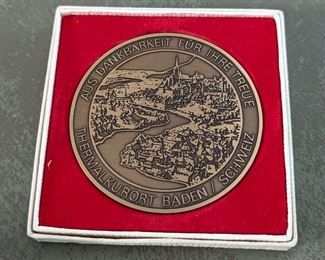 AUS DANKBARKEIT FÜR IHRE TREUE
THERMALKURORT BADEN / SCHWEIZ